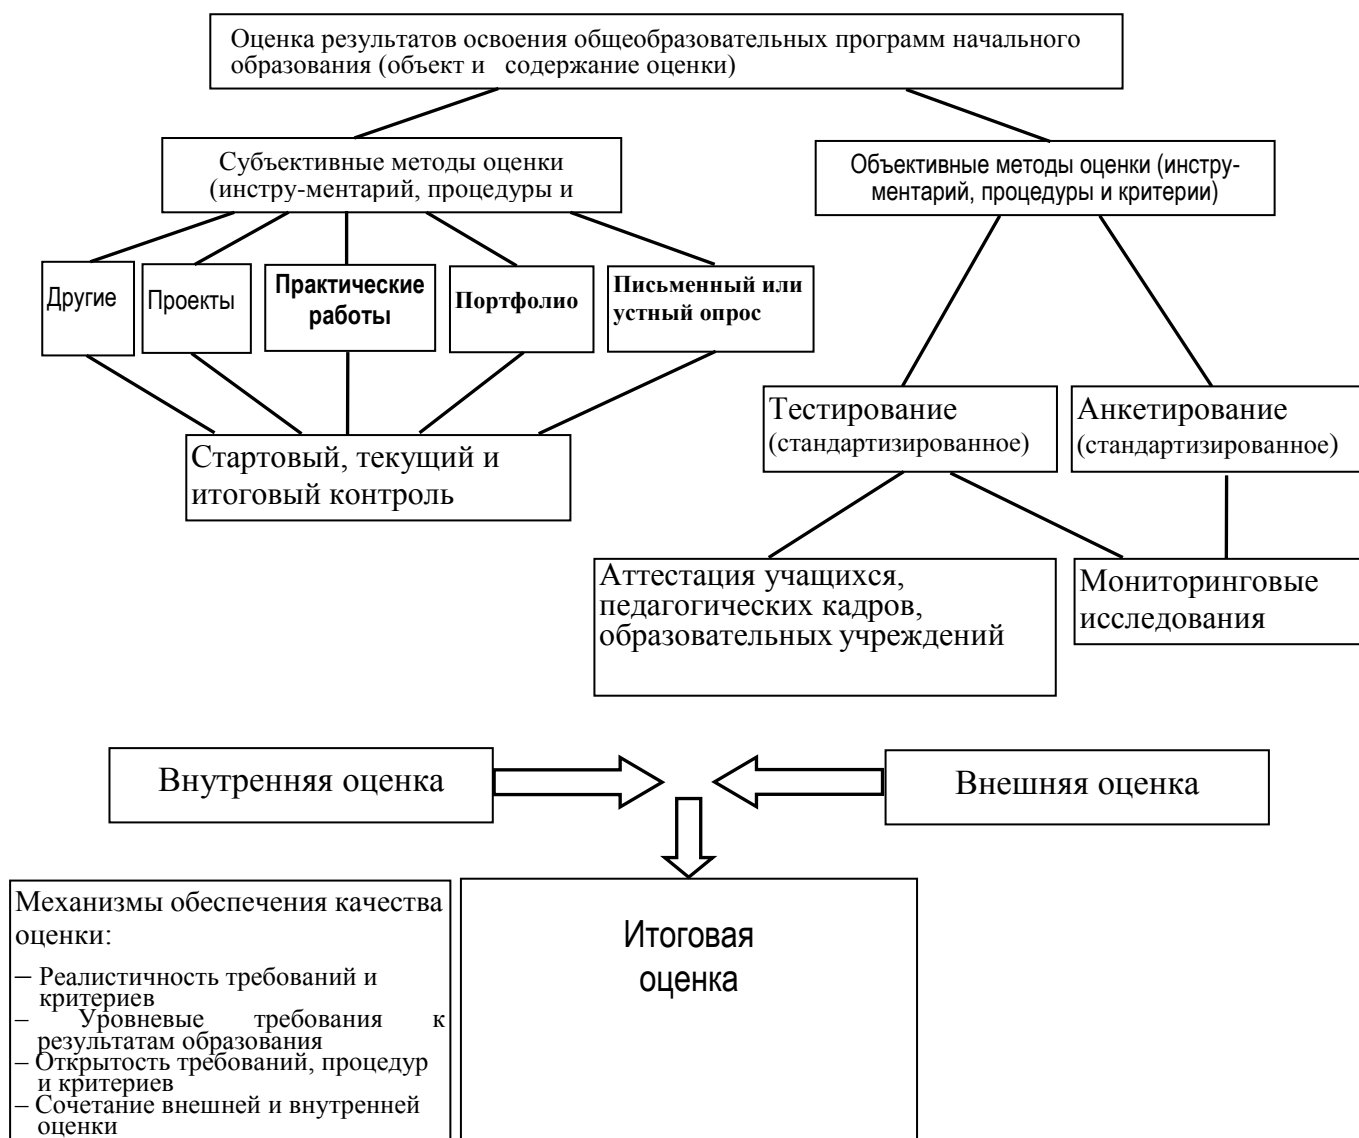 Оценка результатов освоения общеобразовательных программ начального
образования (объект и содержание оценки)
Субъективные методы оценки
(инстру-ментарий, процедуры и
Объективные методы оценки (инстру-
ментарий, процедуры и критерии)
Другие
Проекты
Практические
работы
Портфолио
Письменный или
устный опрос
Тестирование
(стандартизированное)
Анкетирование
(стандартизированное)
Стартовый, текущий и
итоговый контроль
Аттестация учащихся,
педагогических кадров,
образовательных учреждений
Мониторинговые
исследования
Внутренняя оценка
Внешняя оценка
Механизмы обеспечения качества
оценки:
– Реалистичность требований и
критериев
– Уровневые требования к
результатам образования
– Открытость требований, процедур
и критериев
– Сочетание внешней и внутренней
оценки
Итоговая
оценка